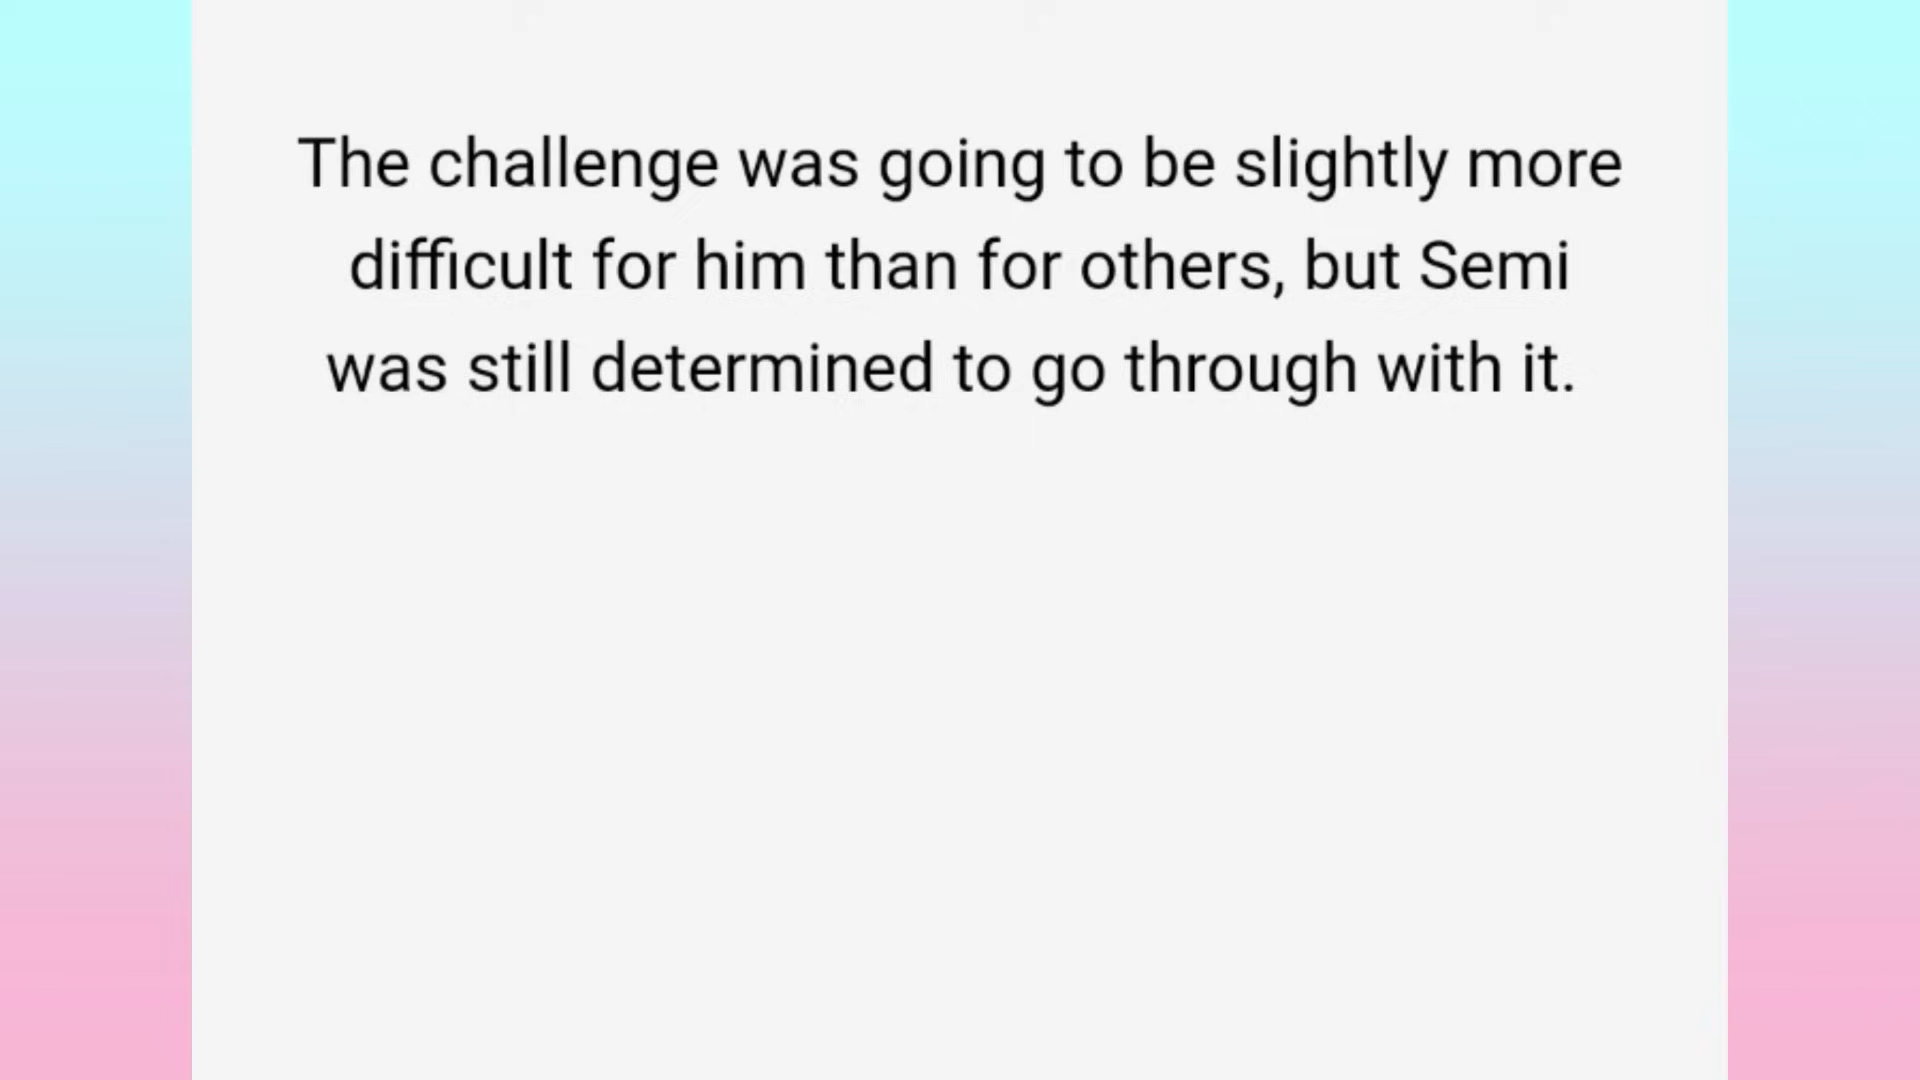 The challenge was going to be slightly more
difficult for him than for others, but Semi
was still determined to go through with it.